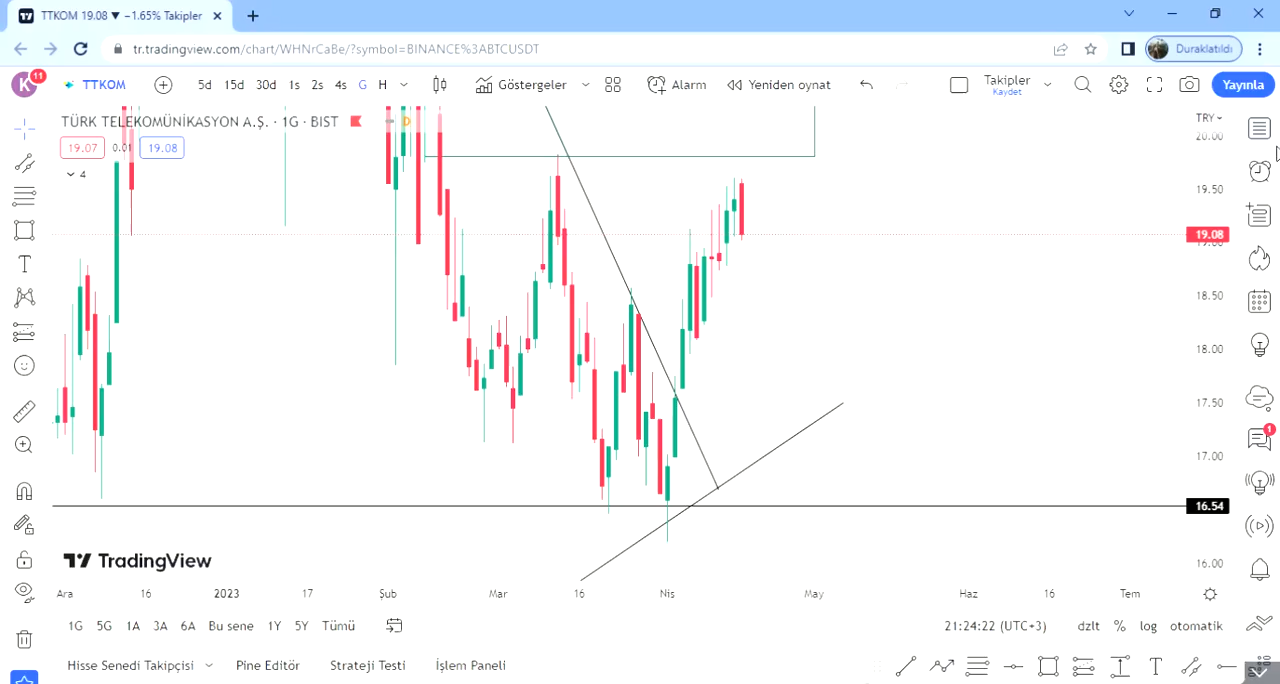 TTKOM 19.08 ▼ −1.65% Takipler
tr.tradingview.com/chart/WHNrCaBe/?symbol=BINANCE%3ABTCUSDT
Duraklatıldı
K 11
TTKOM
5d 15d 30d 1s 2s 4s G H
Göstergeler
Alarm
Yeniden oynat
Takipler
Kaydet
Yayınla
TÜRK TELEKOMÜNİKASYON A.Ş. · 1G · BIST
D
TRY
19.07 0.01 19.08
4
20.00
19.50
19.08
19.00
18.50
18.00
17.50
17.00
16.54
16.00
1
TradingView
Ara 16 2023 17 Şub Mar 16 Nis May Haz 16 Tem
1G 5G 1A 3A 6A Bu sene 1Y 5Y Tümü
21:24:22 (UTC+3) dzlt % log otomatik
Hisse Senedi Takipçisi Pine Editör Strateji Testi İşlem Paneli